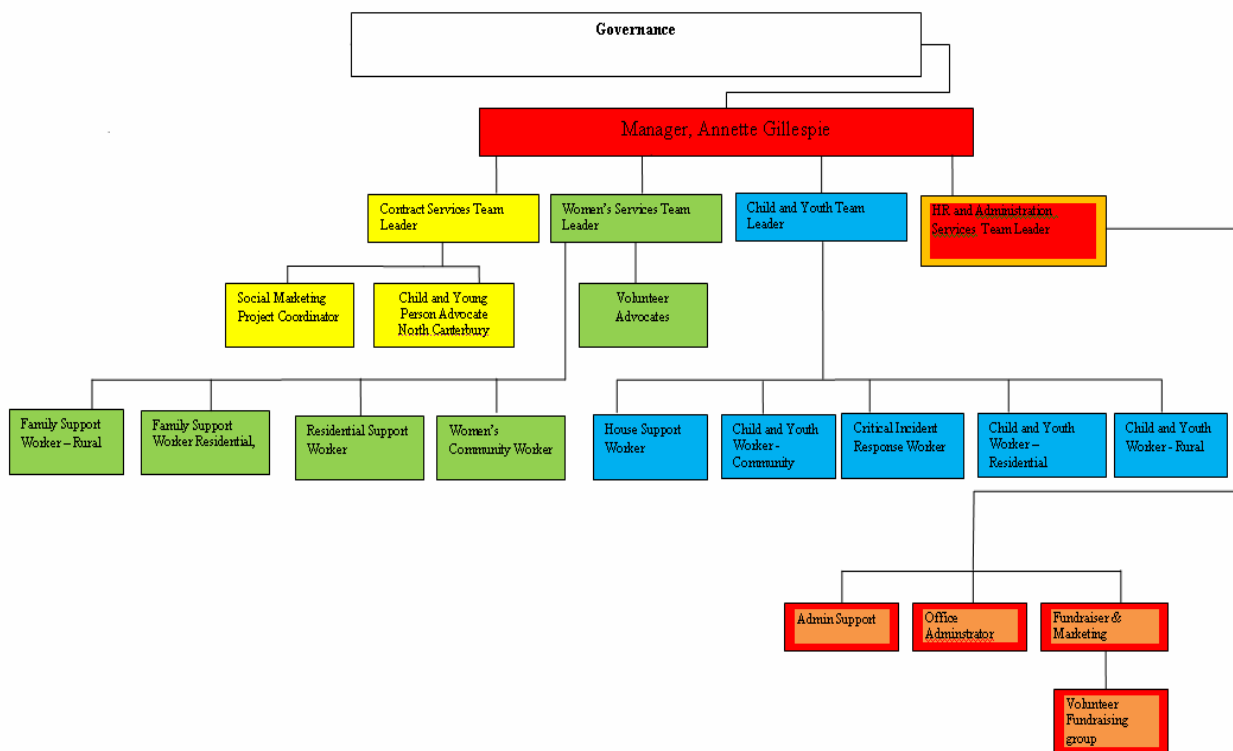 Governance
Manager, Annette Gillespie
Contract Services Team
Leader
Women's Services Team
Leader
Child and Youth Team
Leader
HR and Administration
Services Team Leader
Social Marketing
Project Coordinator
Child and Young
Person Advocate
North Canterbury
Volunteer
Advocates
Family Support
Worker – Rural
Family Support
Worker Residential,
Residential Support
Worker
Women's
Community Worker
House Support
Worker
Child and Youth
Worker -
Community
Critical Incident
Response Worker
Child and Youth
Worker –
Residential
Child and Youth
Worker - Rural
Admin Support
Office
Adminstrator
Fundraiser &
Marketing
Volunteer
Fundraising
group